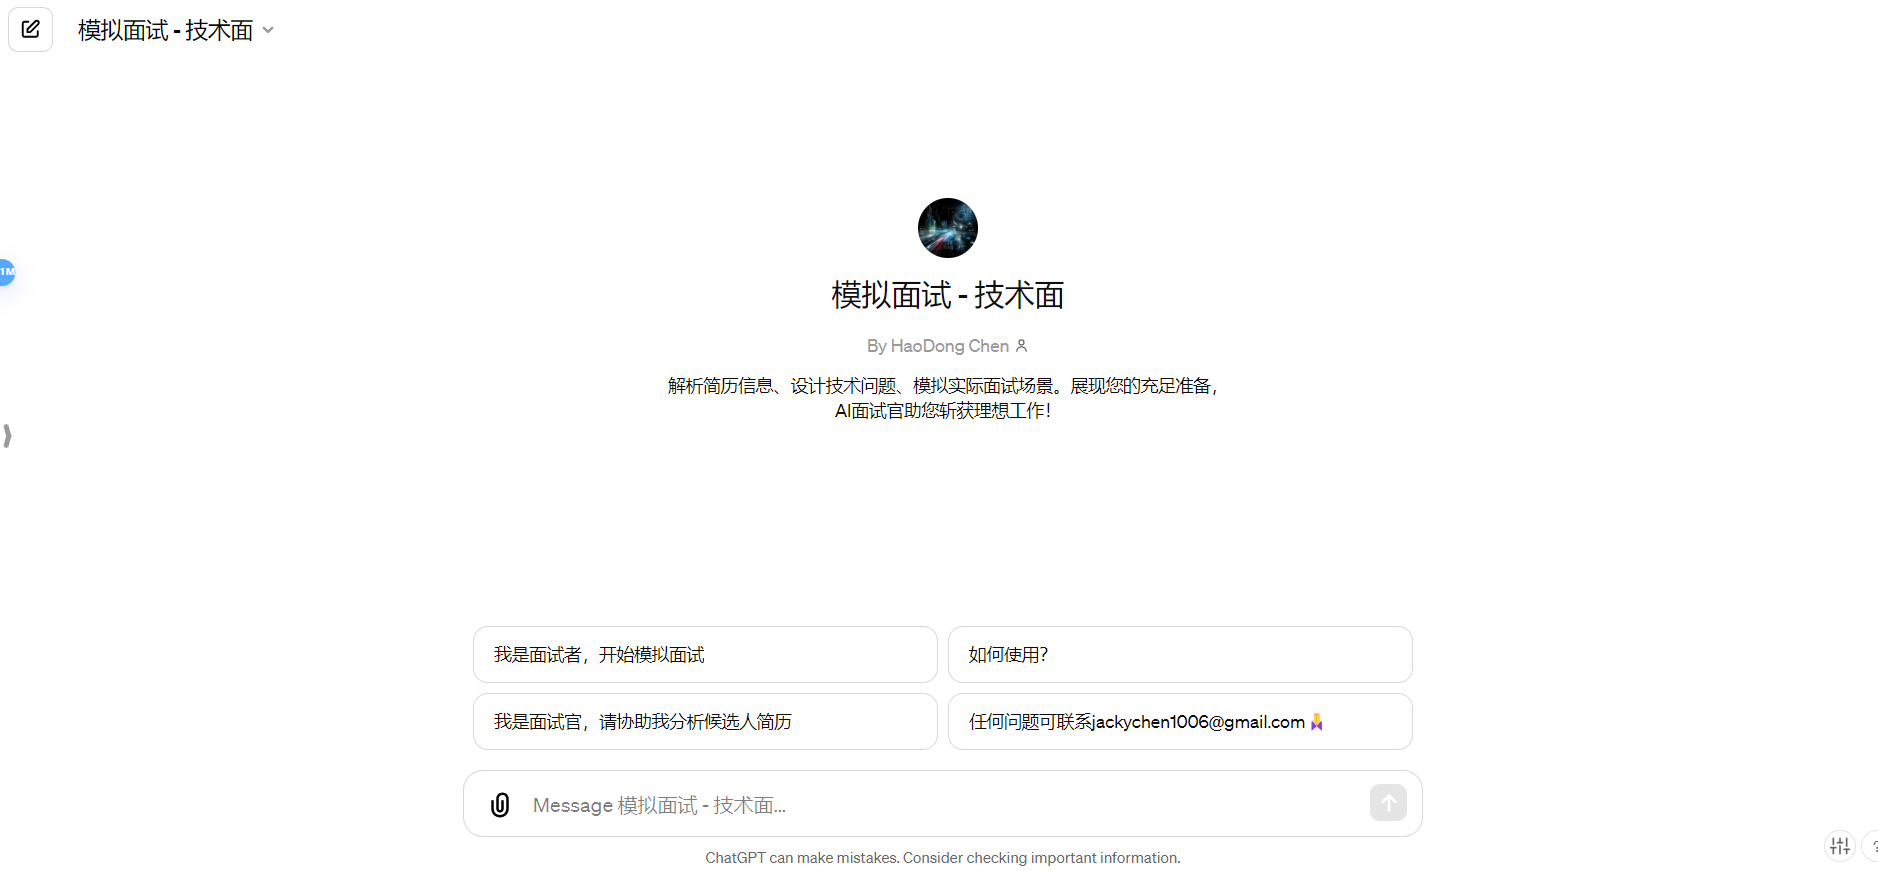 模拟面试 - 技术面
1M
模拟面试 - 技术面
By HaoDong Chen
解析简历信息、设计技术问题、模拟实际面试场景。展现您的充足准备，
AI面试官助您斩获理想工作！
我是面试者，开始模拟面试
如何使用？
我是面试官，请协助我分析候选人简历
任何问题可联系jackychen1006@gmail.com
Message 模拟面试 - 技术面...
ChatGPT can make mistakes. Consider checking important information.
?